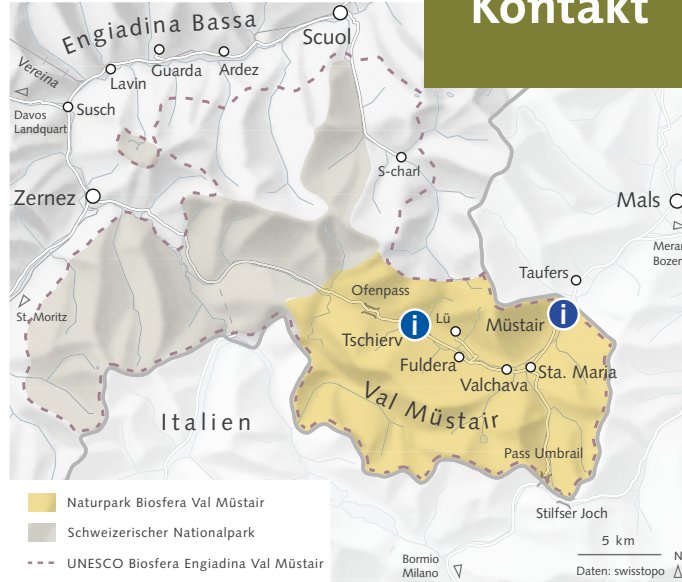 Kontakt
Engiadina Bassa
Scuol
Vereina
Lavin
Guarda
Ardez
Davos
Landquart
Susch
S-charl
Zernez
Mals
Meran
Bozen
Taufers
St. Moritz
Ofenpass
i
Lü
Müstair
i
Tschierv
Fuldera
Valchava
Sta. Maria
Val Müstair
Italien
Pass Umbrail
Stilfser Joch
Naturpark Biosfera Val Müstair
Schweizerischer Nationalpark
UNESCO Biosfera Engiadina Val Müstair
Bormio
Milano
5 km
N
Daten: swisstopo